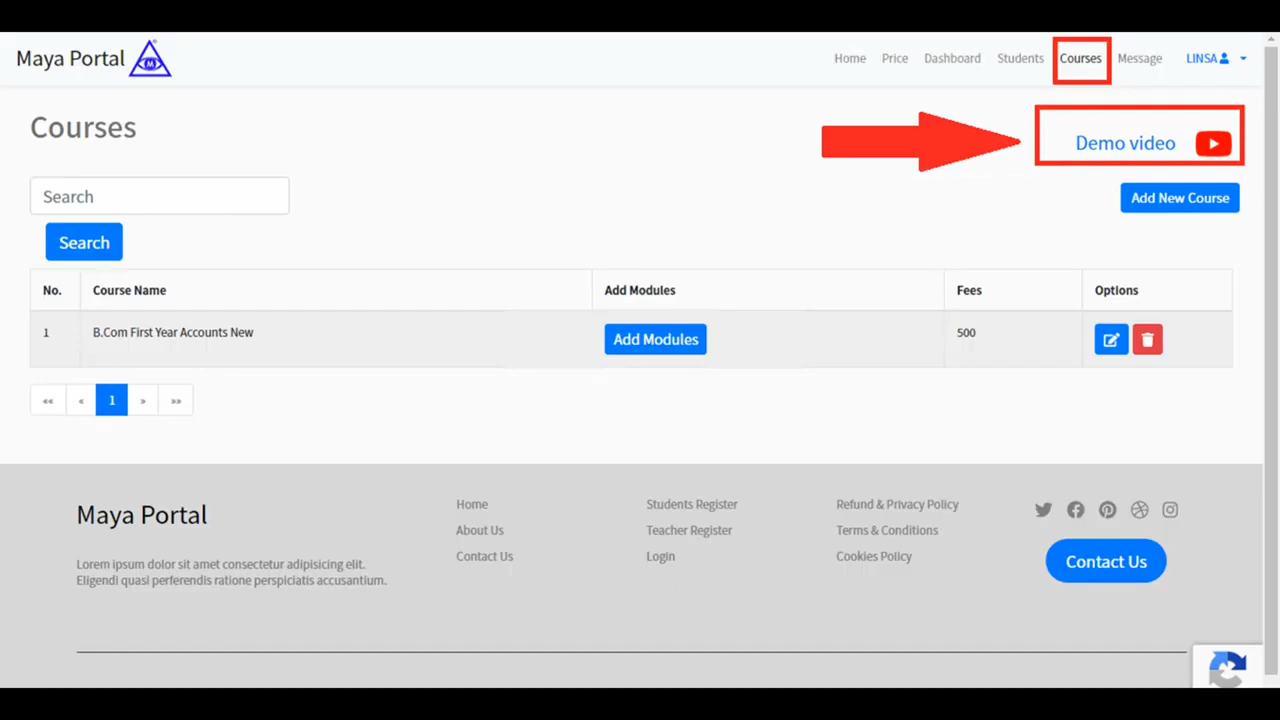 Maya Portal
Home Price Dashboard Students Courses Message LINSA
Courses
Demo video
Search
Add New Course
Search
No. Course Name Add Modules Fees Options
1 B.Com First Year Accounts New Add Modules 500
«« « 1 » »»
Maya Portal
Lorem ipsum dolor sit amet consectetur adipisicing elit.
Eligendi quasi perferendis ratione perspiciatis accusantium.
Home
About Us
Contact Us
Students Register
Teacher Register
Login
Refund & Privacy Policy
Terms & Conditions
Cookies Policy
Contact Us